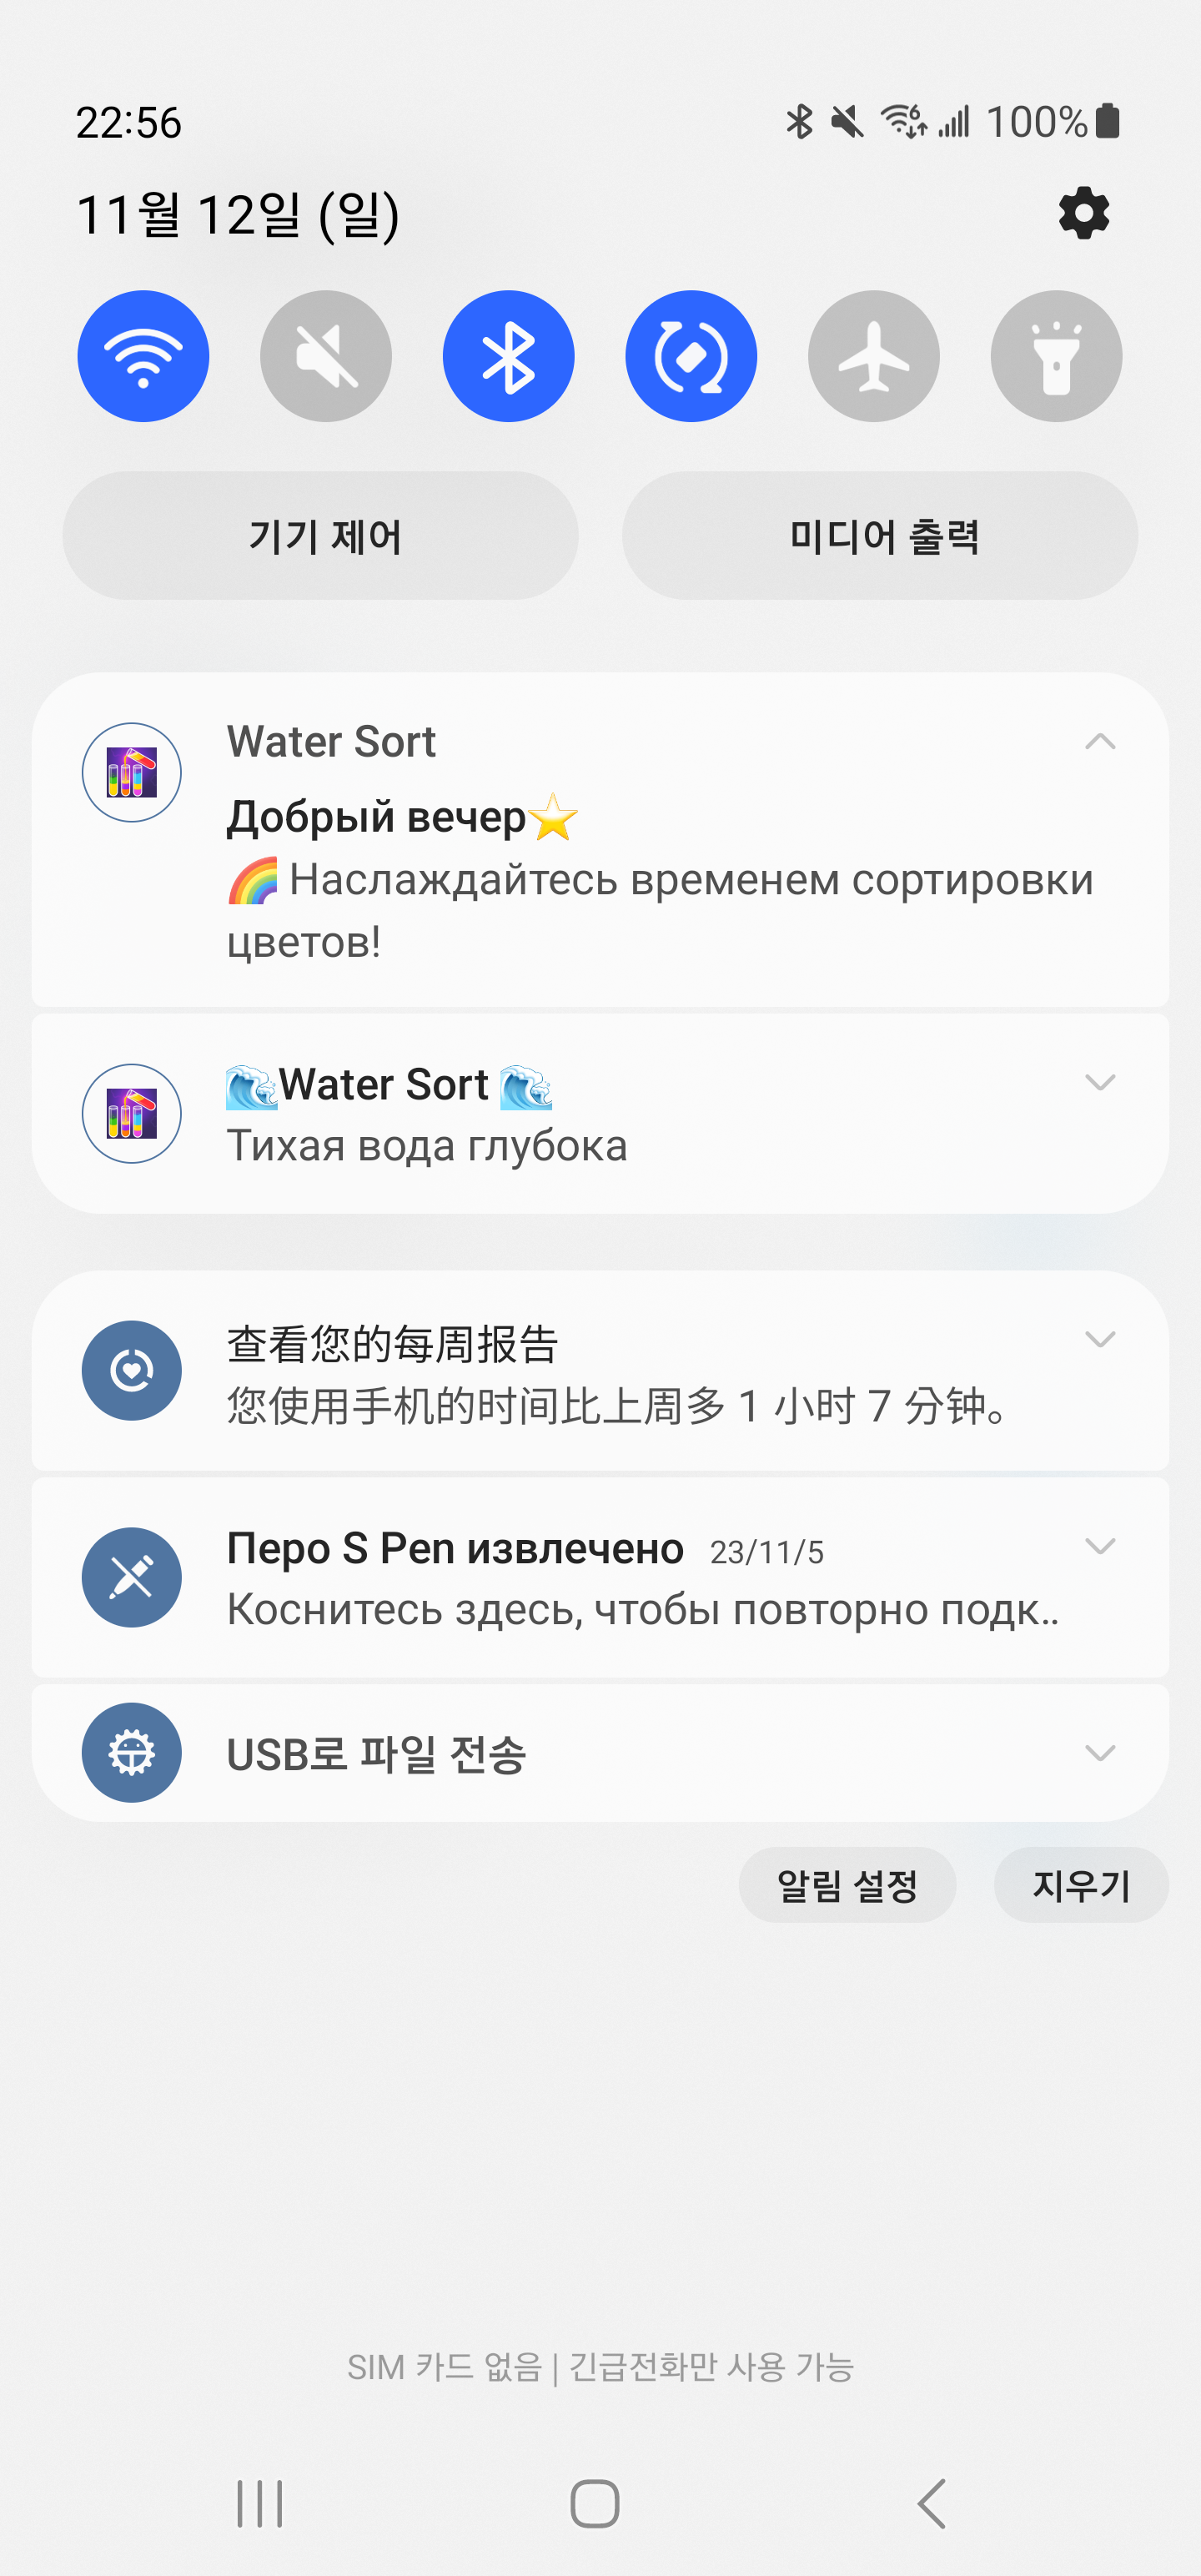 22:56
100%
11월 12일 (일)
기기 제어
미디어 출력
Water Sort
Добрый вечер⭐
🌈 Наслаждайтесь временем сортировки
цветов!
🌊Water Sort 🌊
Тихая вода глубока
查看您的每周报告
您使用手机的时间比上周多 1 小时 7 分钟。
Перо S Pen извлечено 23/11/5
Коснитесь здесь, чтобы повторно подк..
USB로 파일 전송
알림 설정
지우기
SIM 카드 없음 | 긴급전화만 사용 가능